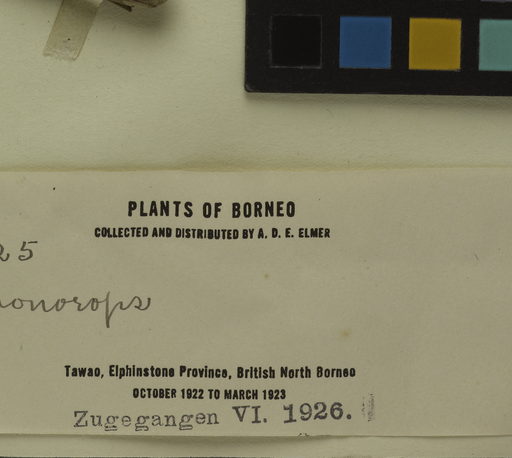 PLANTS OF BORNEO
COLLECTED AND DISTRIBUTED BY A. D. E. ELMER
25
Tawao, Elphinstone Province, British North Borneo
OCTOBER 1922 TO MARCH 1923
Zugegangen VI. 1926.